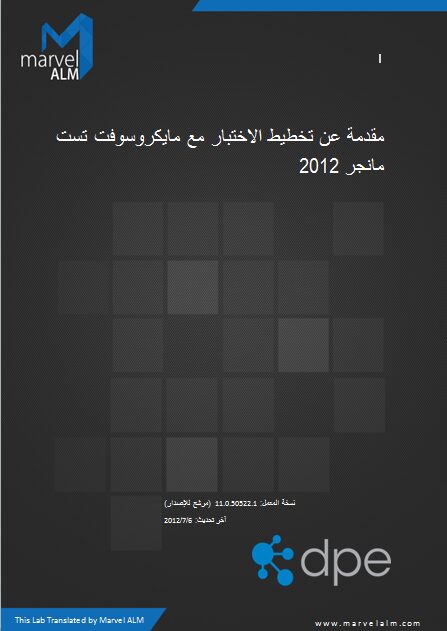 marvel
ALM
I
مقدمة عن تخطيط الاختبار مع مايكروسوفت تست
مانجر 2012
نسخة المعمل: 11.0.50522.1 (مرشح للإصدار)
آخر تحديث: 2012/7/6
dpe
This Lab Translated by Marvel ALM
www.marvelalm.com